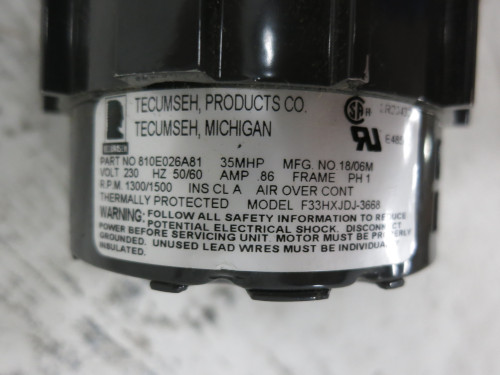 TECUMSEH, PRODUCTS CO.
TECUMSEH, MICHIGAN
TECUMSEH
PART NO 810E026A81 35MHP MFG. NO. 18/06M
VOLT 230 HZ 50/60 AMP .86 FRAME PH 1
R.P.M. 1300/1500 INS CL A AIR OVER CONT
THERMALLY PROTECTED MODEL F33HXJDJ-3668
WARNING: FOLLOW ALL SAFETY INFORMATION TO REDUCE
POTENTIAL ELECTRICAL SHOCK. DISCONNECT
POWER BEFORE SERVICING UNIT. MOTOR MUST BE PROPERLY
GROUNDED. UNUSED LEAD WIRES MUST BE INDIVIDUALLY
INSULATED.